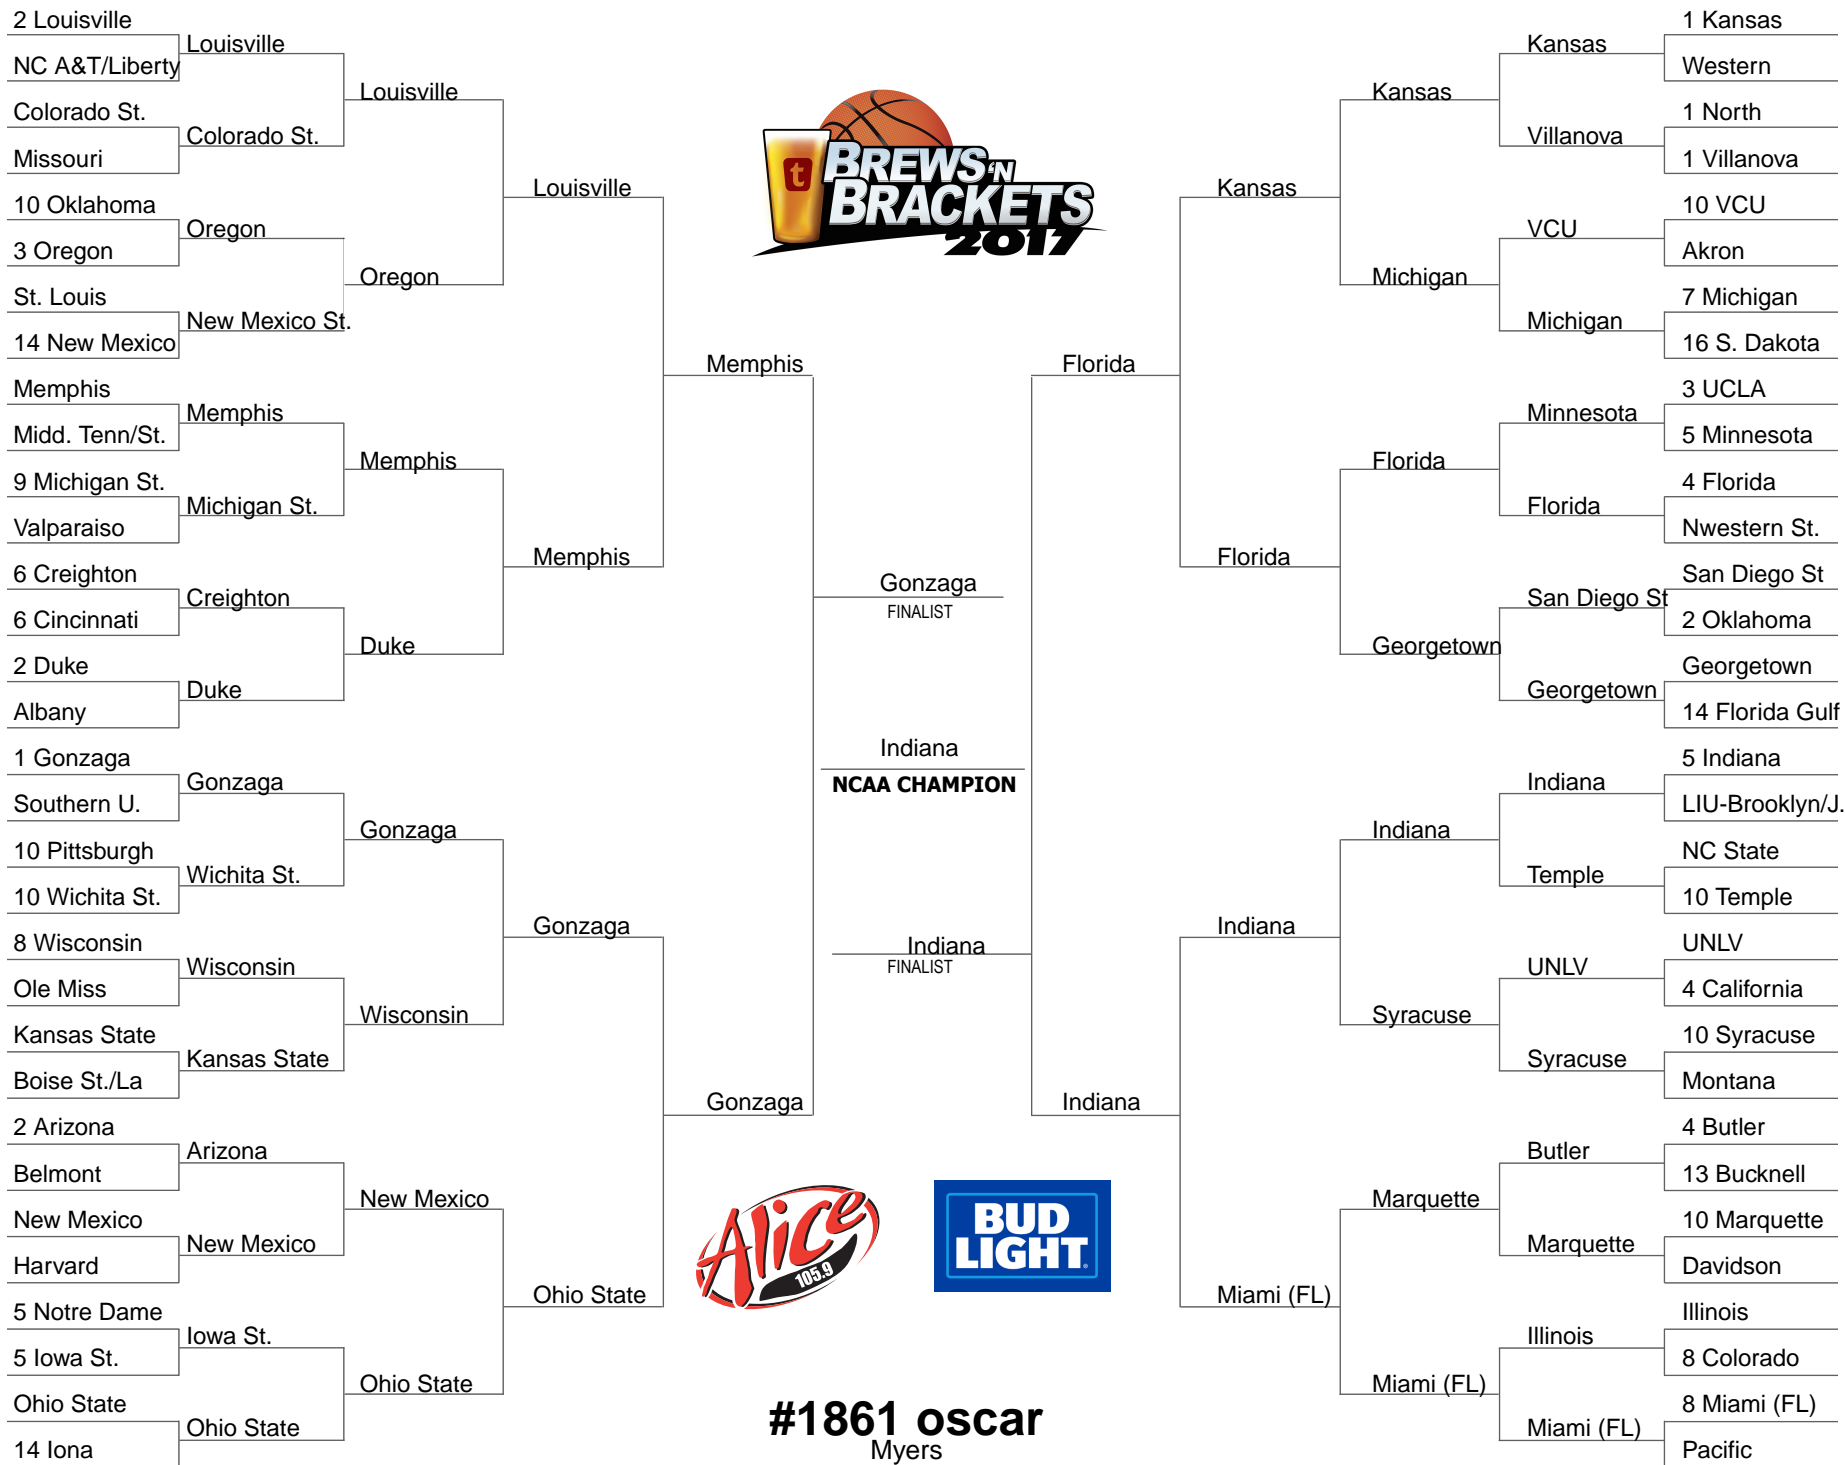 2 Louisville
NC A&T/Liberty
Colorado St.
Missouri
10 Oklahoma
3 Oregon
St. Louis
14 New Mexico
Memphis
Midd. Tenn/St.
9 Michigan St.
Valparaiso
6 Creighton
6 Cincinnati
2 Duke
Albany
1 Gonzaga
Southern U.
10 Pittsburgh
10 Wichita St.
8 Wisconsin
Ole Miss
Kansas State
Boise St./La
2 Arizona
Belmont
New Mexico
Harvard
5 Notre Dame
5 Iowa St.
Ohio State
14 Iona
Louisville
Colorado St.
Oregon
New Mexico St.
Memphis
Michigan St.
Creighton
Duke
Gonzaga
Wichita St.
Wisconsin
Kansas State
Arizona
New Mexico
Iowa St.
Ohio State
Louisville
Oregon
Memphis
Duke
Gonzaga
Wisconsin
New Mexico
Ohio State
Louisville
Memphis
Gonzaga
Ohio State
Memphis
Gonzaga
t
BREWS 'N
BRACKETS
2017
Gonzaga
FINALIST
Indiana
NCAA CHAMPION
Indiana
FINALIST
Alice
105.9
BUD
LIGHT
#1861 oscar
Myers
Florida
Indiana
Kansas
Florida
Indiana
Miami (FL)
Kansas
Michigan
Florida
Georgetown
Indiana
Syracuse
Marquette
Miami (FL)
Kansas
Villanova
VCU
Michigan
Minnesota
Florida
San Diego St
Georgetown
Indiana
Temple
UNLV
Syracuse
Butler
Marquette
Illinois
Miami (FL)
1 Kansas
Western
1 North
1 Villanova
10 VCU
Akron
7 Michigan
16 S. Dakota
3 UCLA
5 Minnesota
4 Florida
Nwestern St.
San Diego St
2 Oklahoma
Georgetown
14 Florida Gulf
5 Indiana
LIU-Brooklyn/J.
NC State
10 Temple
UNLV
4 California
10 Syracuse
Montana
4 Butler
13 Bucknell
10 Marquette
Davidson
Illinois
8 Colorado
8 Miami (FL)
Pacific